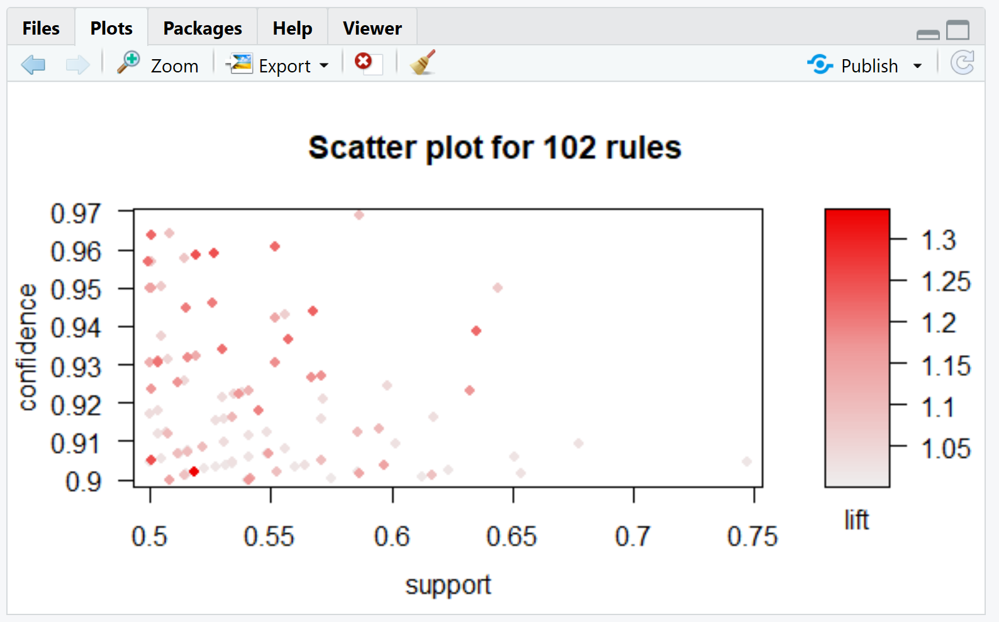 Files Plots Packages Help Viewer
Zoom Export Publish
Scatter plot for 102 rules
0.97
0.96
0.95
0.94
0.93
0.92
0.91
0.9
confidence
0.5 0.55 0.6 0.65 0.7 0.75
support
1.3
1.25
1.2
1.15
1.1
1.05
lift